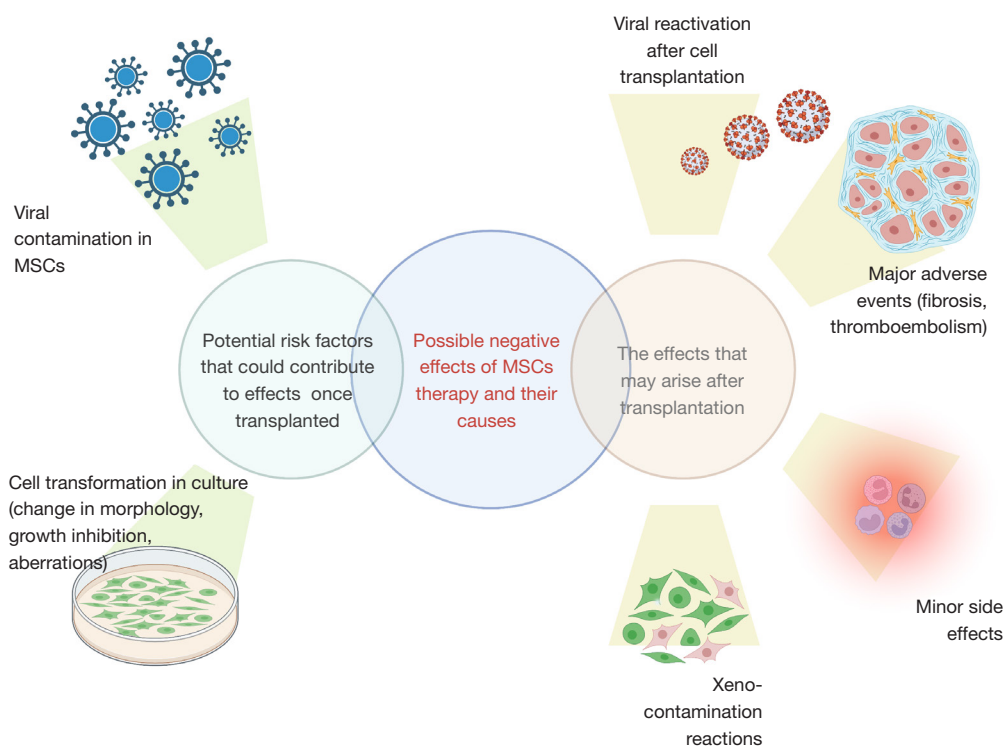 Viral reactivation
after cell
transplantation
Viral
contamination in
MSCs
Major adverse
events (fibrosis,
thromboembolism)
Potential risk factors
that could contribute
to effects once
transplanted
Possible negative
effects of MSCs
therapy and their
causes
The effects that
may arise after
transplantation
Cell transformation in culture
(change in morphology,
growth inhibition,
aberrations)
Minor side
effects
Xeno-
contamination
reactions